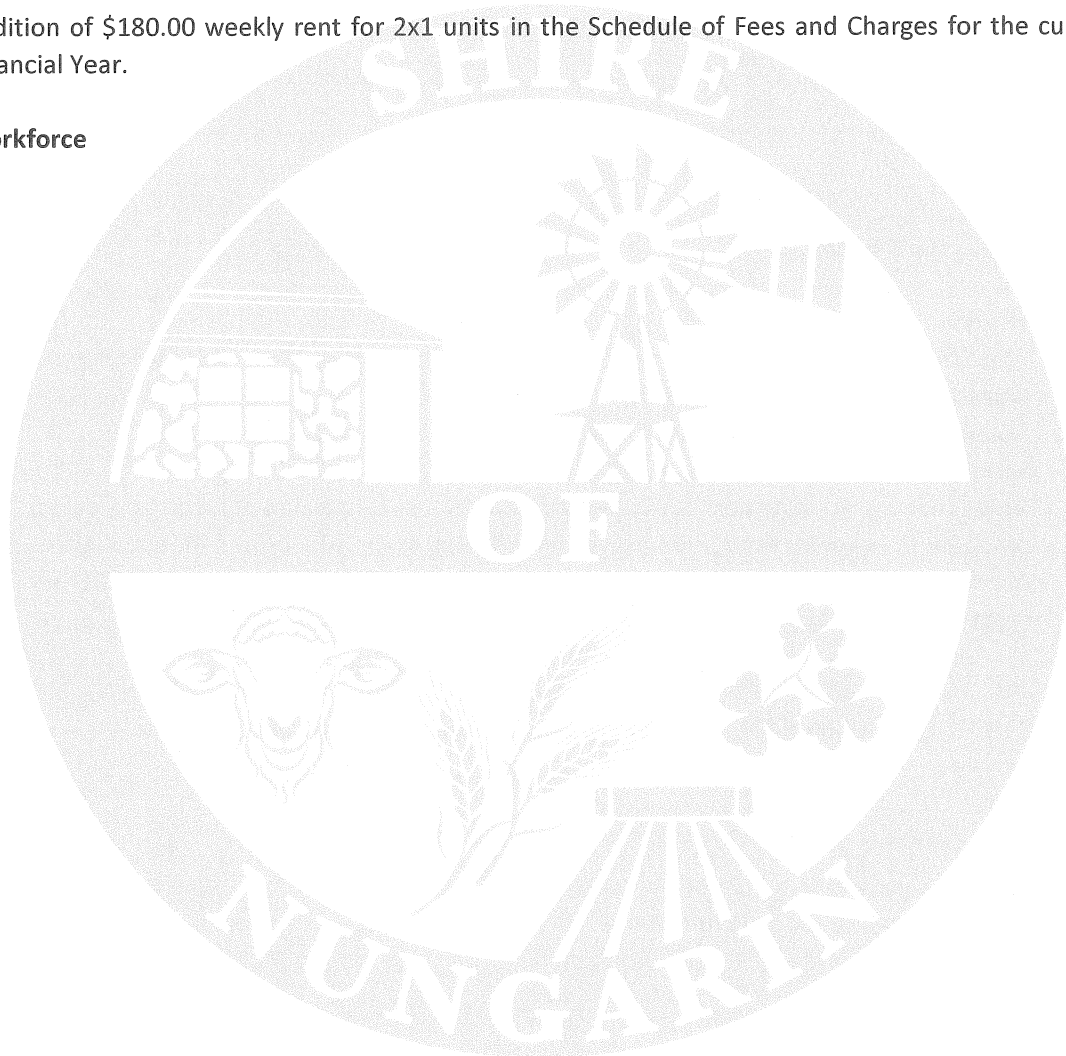 dition of $180.00 weekly rent for 2x1 units in the Schedule of Fees and Charges for the cu
ancial Year.
rkforce
SHIRE
OF
NUNGARIN